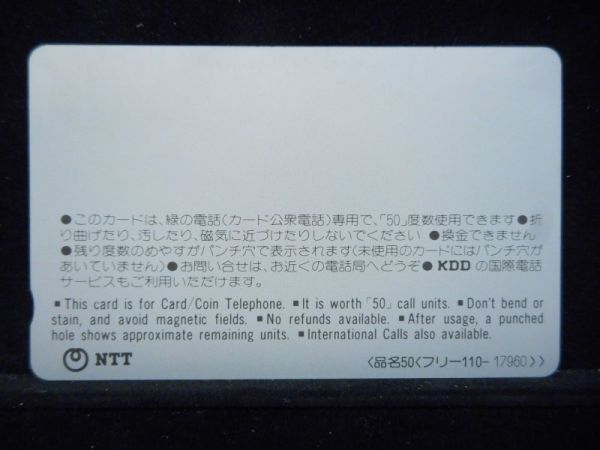 ●このカードは、緑の電話(カード公衆電話)専用で、「50」度数使用できます●折
り曲げたり、汚したり、磁気に近づけたりしないでください ●換金できません
●残り度数のめやすがパンチ穴で表示されます(未使用のカードにはパンチ穴が
あいていません)●お問い合せは、お近くの電話局へどうぞ● KDD の国際電話
サービスもご利用いただけます。
■ This card is for Card/Coin Telephone. ■ It is worth「50」call units. ■ Don't bend or
stain, and avoid magnetic fields. ■ No refunds available. ■ After usage, a punched
hole shows approximate remaining units. ■ International Calls also available.
NTT 〈品名50〈フリー110-17960〉〉